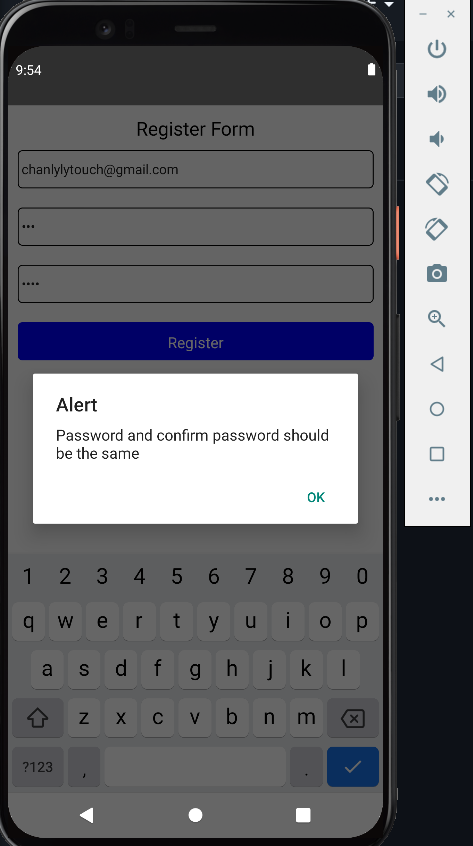 9:54
Register Form
chanlylytouch@gmail.com
•••
••••
Register
Alert
Password and confirm password should
be the same
OK
1 2 3 4 5 6 7 8 9 0
q w e r t y u i o p
a s d f g h j k l
z x c v b n m
?123 , .